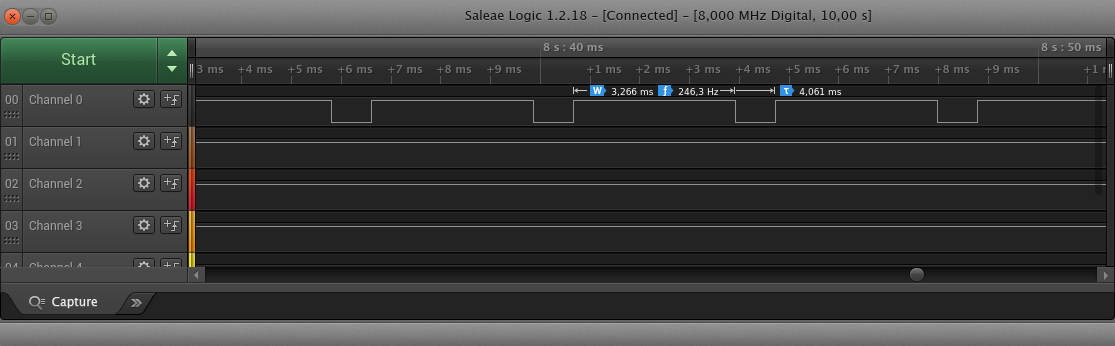 Saleae Logic 1.2.18 – [Connected] – [8,000 MHz Digital, 10,00 s]
Start
8 s : 40 ms 8 s : 50 ms
3 ms +4 ms +5 ms +6 ms +7 ms +8 ms +9 ms +1 ms +2 ms +3 ms +4 ms +5 ms +6 ms +7 ms +8 ms +9 ms
W 3,266 ms f 246,3 Hz τ 4,061 ms
00 Channel 0
01 Channel 1
02 Channel 2
03 Channel 3
04 Channel 4
Capture